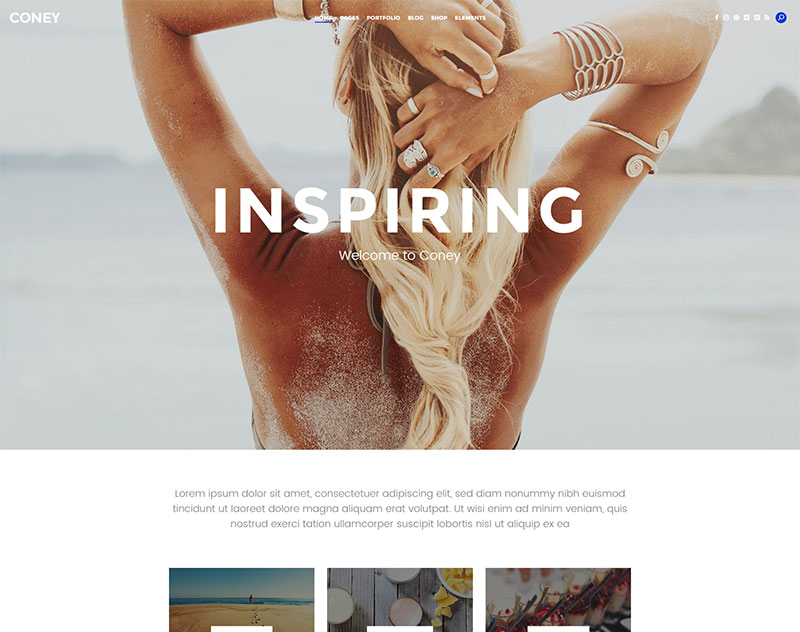 CONEY
HOME PAGES PORTFOLIO BLOG SHOP ELEMENTS
INSPIRING
Welcome to Coney
Lorem ipsum dolor sit amet, consectetuer adipiscing elit, sed diam nonummy nibh euismod
tincidunt ut laoreet dolore magna aliquam erat volutpat. Ut wisi enim ad minim veniam, quis
nostrud exerci tation ullamcorper suscipit lobortis nisl ut aliquip ex ea